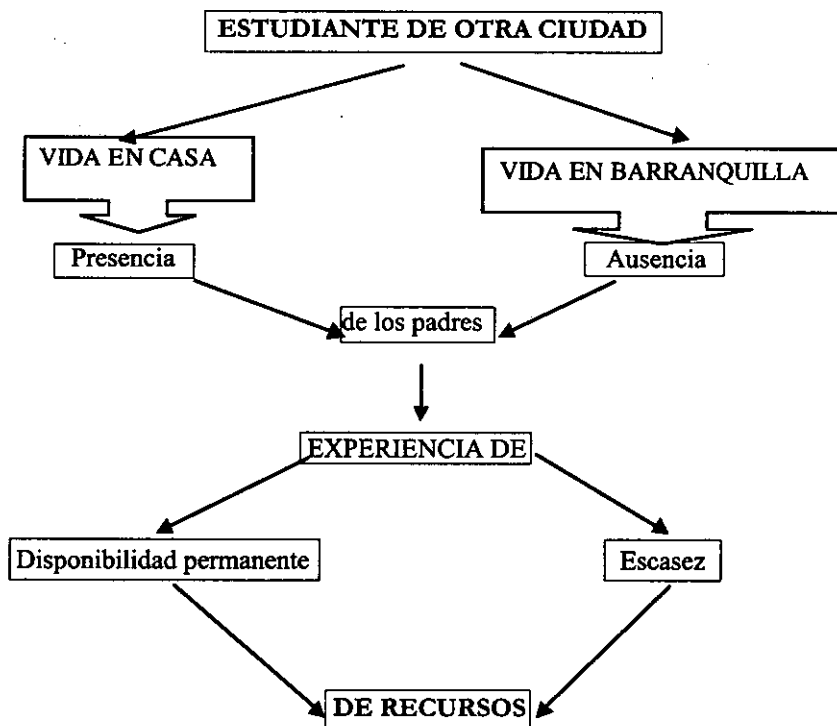 ESTUDIANTE DE OTRA CIUDAD
VIDA EN CASA
VIDA EN BARRANQUILLA
Presencia
Ausencia
de los padres
EXPERIENCIA DE
Disponibilidad permanente
Escasez
DE RECURSOS